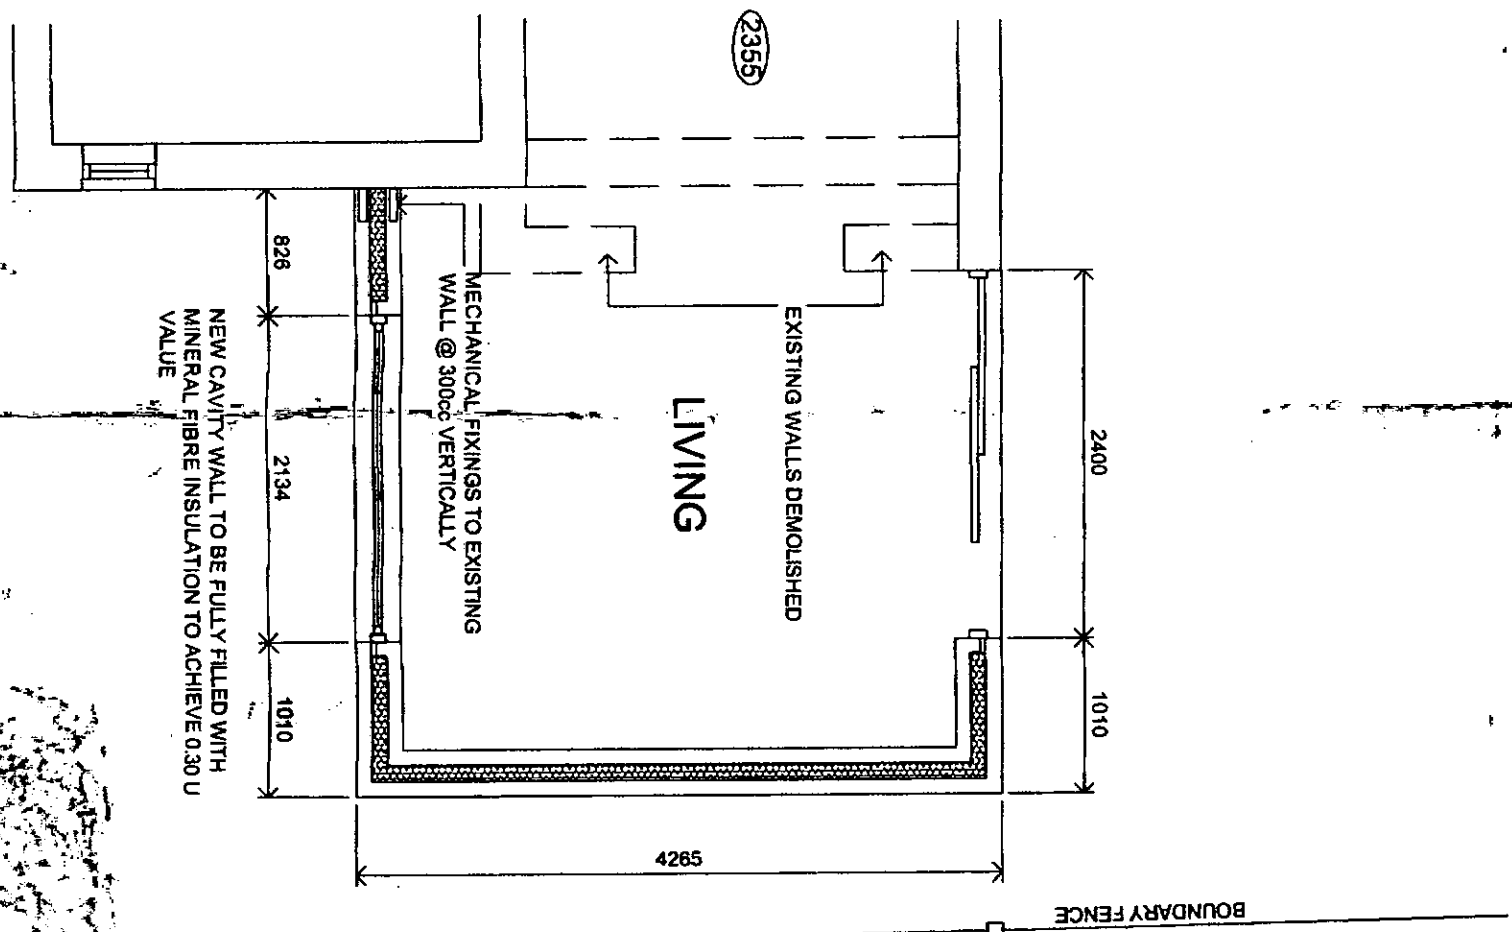 2355
EXISTING WALLS DEMOLISHED
LIVING
MECHANICAL FIXINGS TO EXISTING
WALL @ 300cc VERTICALLY
2400
1010
826
2134
1010
NEW CAVITY WALL TO BE FULLY FILLED WITH
MINERAL FIBRE INSULATION TO ACHIEVE 0.30 U
VALUE
4265
BOUNDARY FENCE